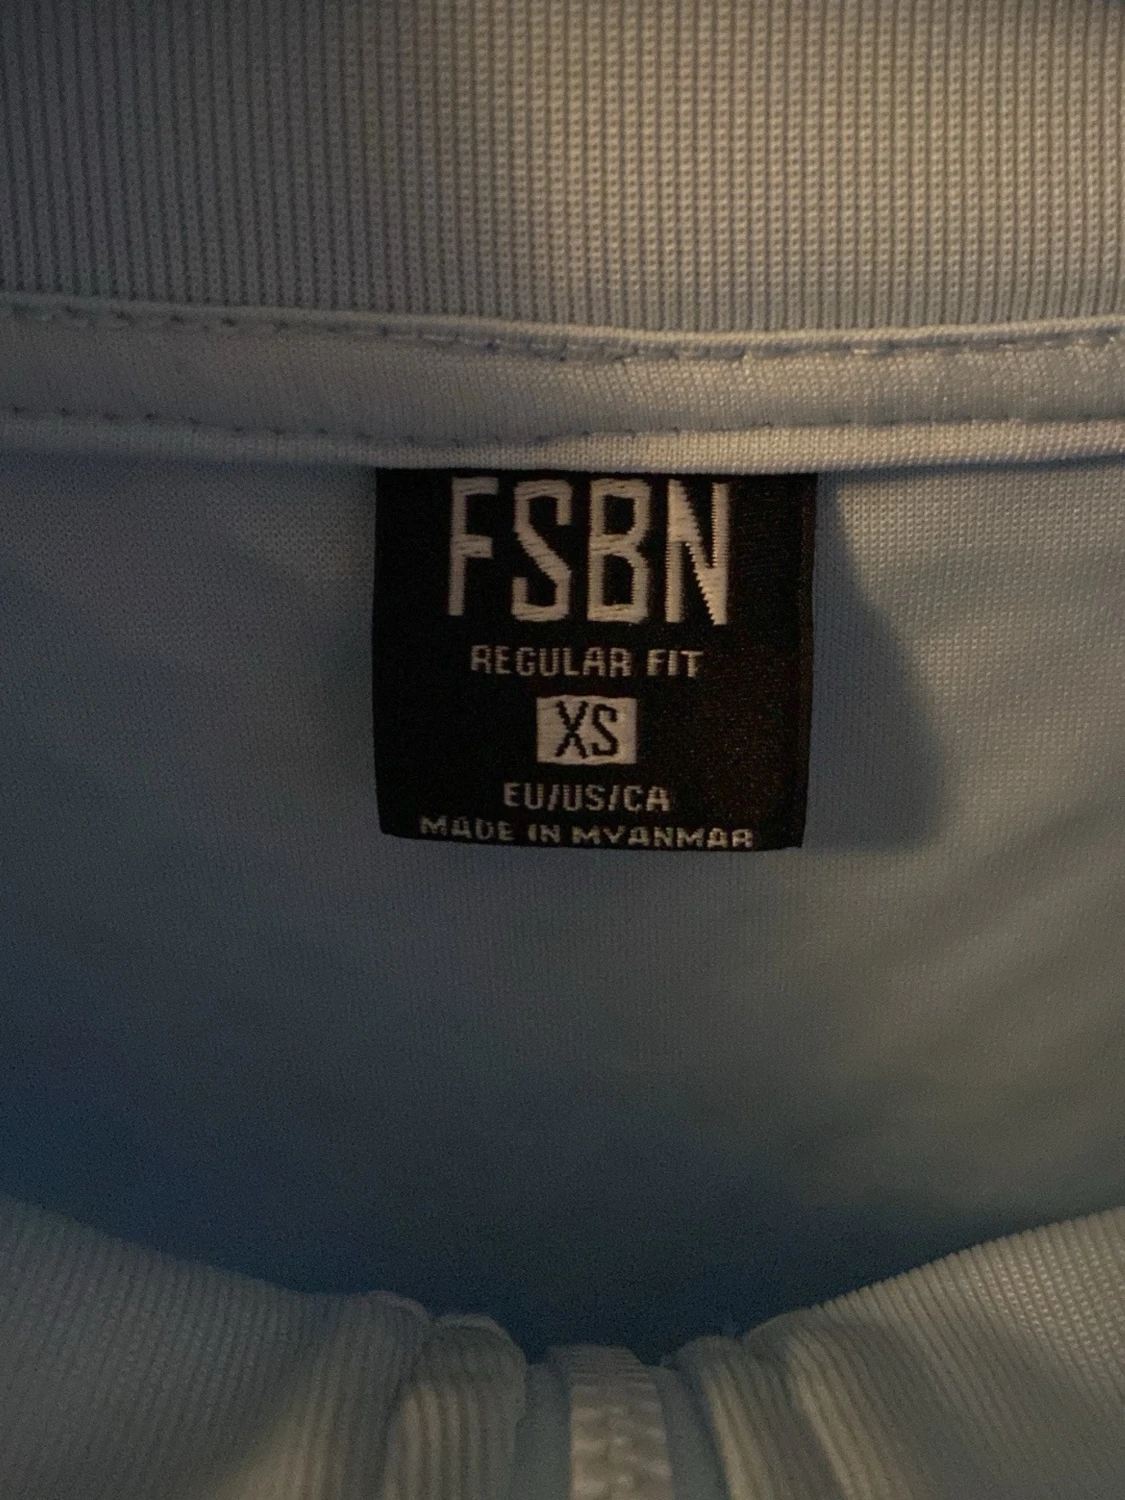 FSBN
REGULAR FIT
XS
EU/US/CA
MADE IN MYANMAR